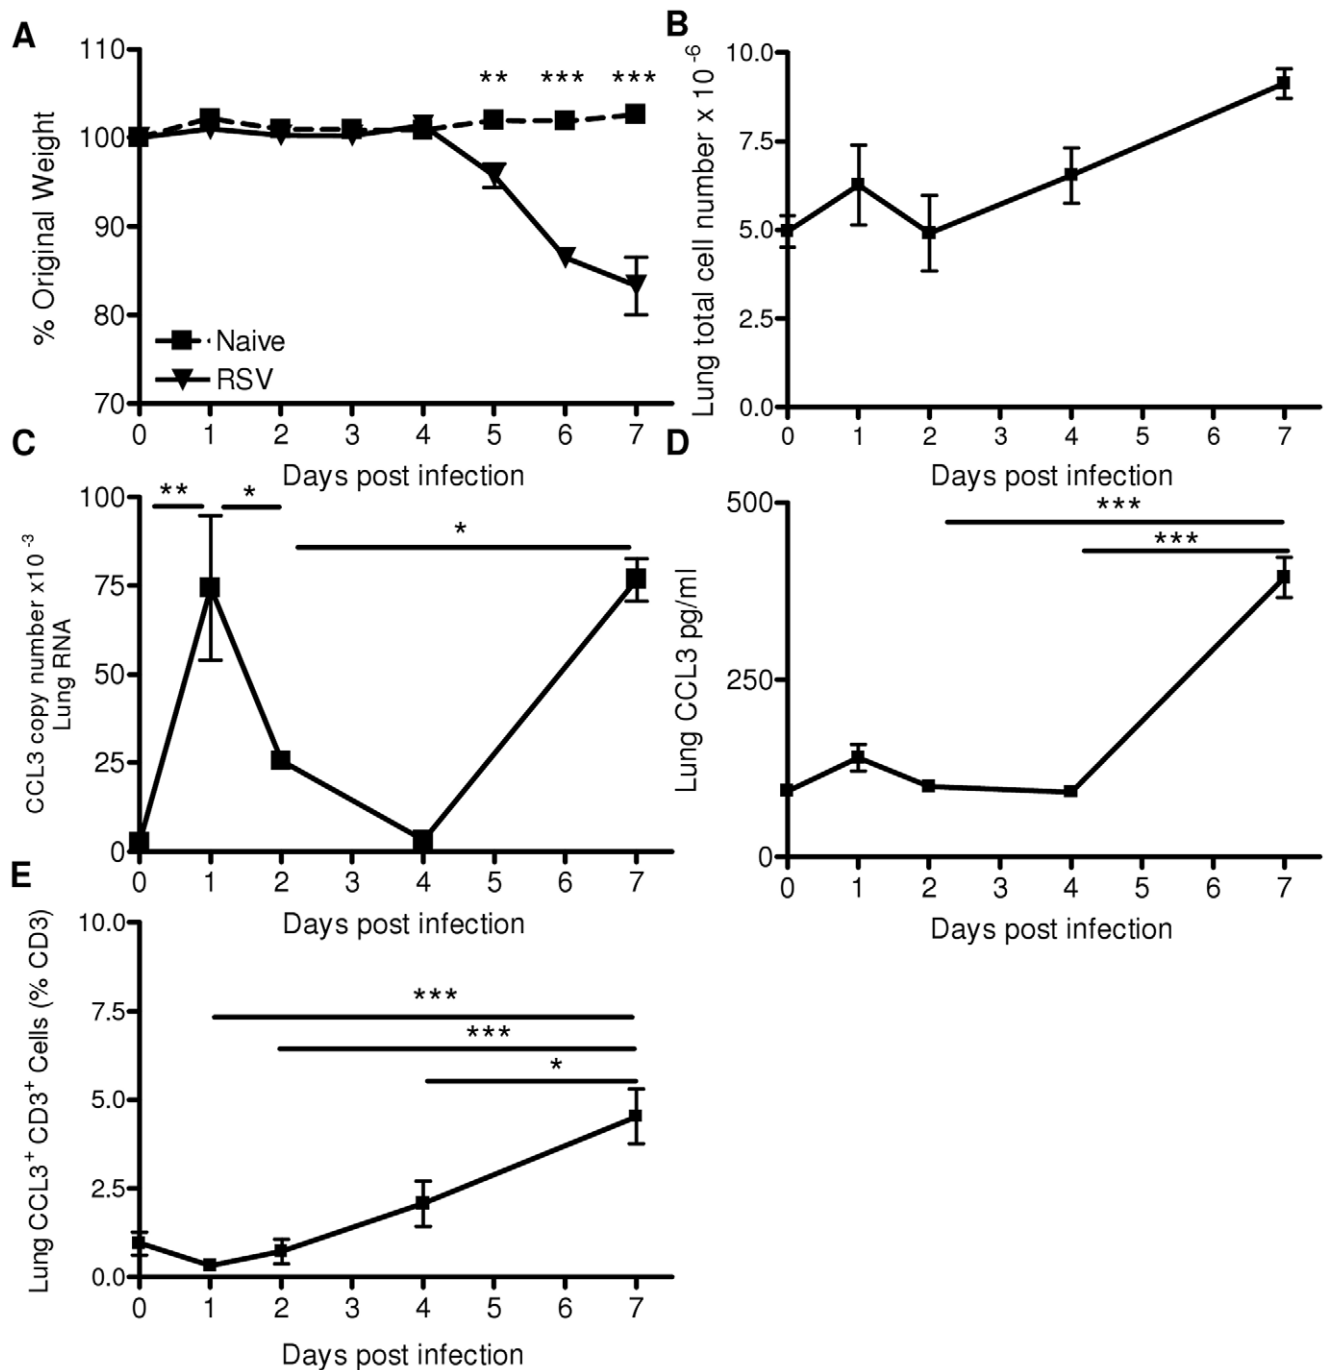 A
% Original Weight
110
100
90
80
70
** *** ***
Naive
RSV
0 1 2 3 4 5 6 7
Days post infection
B
Lung total cell number x 10⁻⁶
10.0
7.5
5.0
2.5
0.0
0 1 2 3 4 5 6 7
Days post infection
C
CCL3 copy number x10⁻³
Lung RNA
100
75
50
25
0
** *
*
0 1 2 3 4 5 6 7
Days post infection
D
Lung CCL3 pg/ml
500
250
0
***
***
0 1 2 3 4 5 6 7
Days post infection
E
Lung CCL3⁺ CD3⁺ Cells (% CD3)
10.0
7.5
5.0
2.5
0.0
***
***
*
0 1 2 3 4 5 6 7
Days post infection